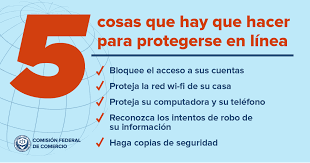 5 cosas que hay que hacer
para protegerse en línea
Bloquee el acceso a sus cuentas
Proteja la red wi-fi de su casa
Proteja su computadora y su teléfono
Reconozca los intentos de robo de
su información
Haga copias de seguridad
COMISIÓN FEDERAL
DE COMERCIO